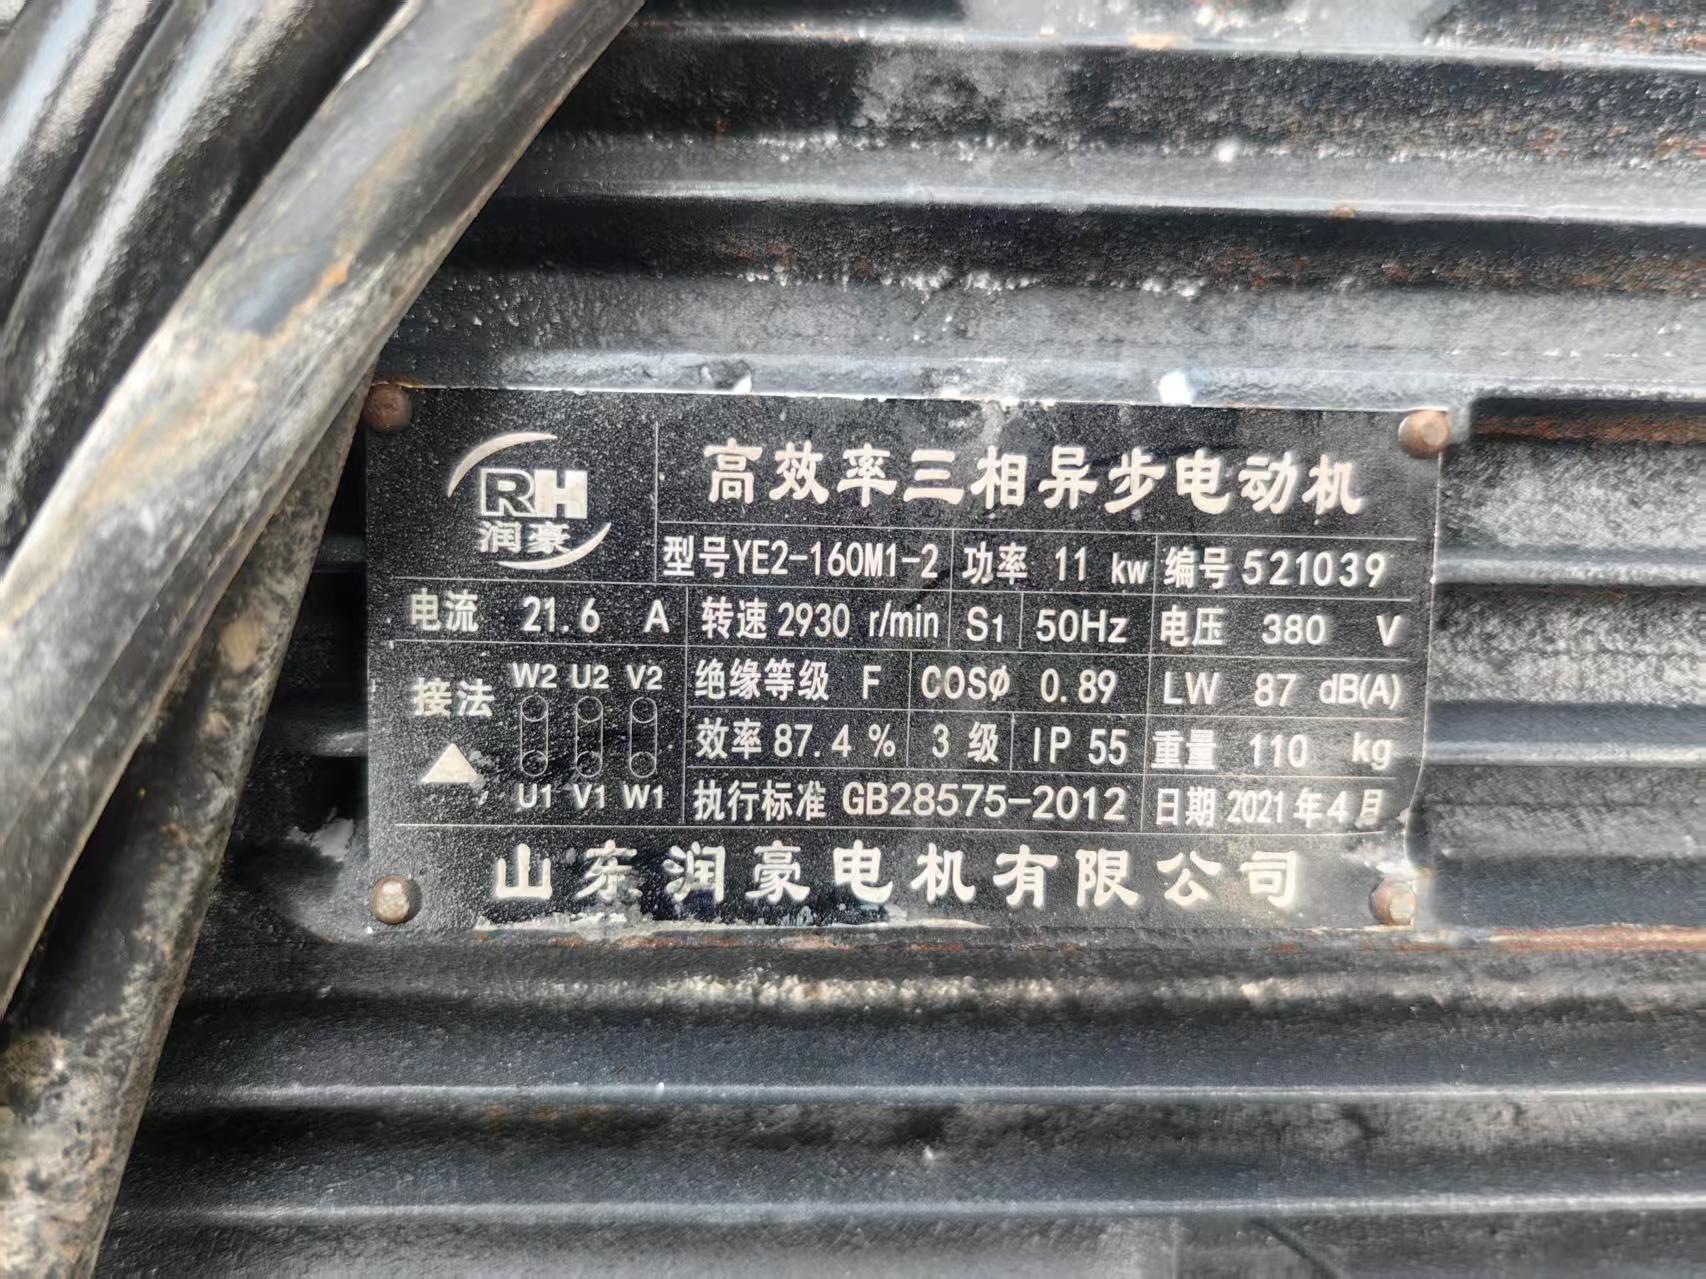 RH
润豪
高效率三相异步电动机
型号YE2-160M1-2 功率 11 kw 编号 521039
电流 21.6 A 转速 2930 r/min S1 50Hz 电压 380 V
接法 W2 U2 V2 绝缘等级 F COSφ 0.89 LW 87 dB(A)
效率 87.4 % 3 级 IP 55 重量 110 kg
U1 V1 W1 执行标准 GB28575-2012 日期 2021年4月
山东润豪电机有限公司